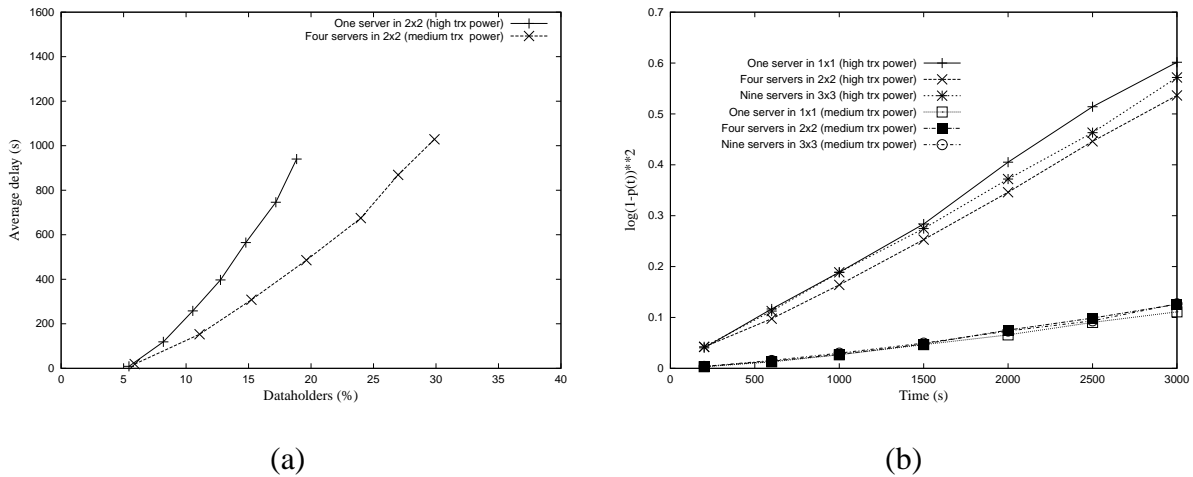 1600
1400
1200
1000
800
600
400
200
0
Average delay (s)
One server in 2x2 (high trx power)
Four servers in 2x2 (medium trx power)
0 5 10 15 20 25 30 35 40
Dataholders (%)
(a)
0.7
0.6
0.5
0.4
0.3
0.2
0.1
0
log(1-p(t))**2
One server in 1x1 (high trx power)
Four servers in 2x2 (high trx power)
Nine servers in 3x3 (high trx power)
One server in 1x1 (medium trx power)
Four servers in 2x2 (medium trx power)
Nine servers in 3x3 (medium trx power)
0 500 1000 1500 2000 2500 3000
Time (s)
(b)